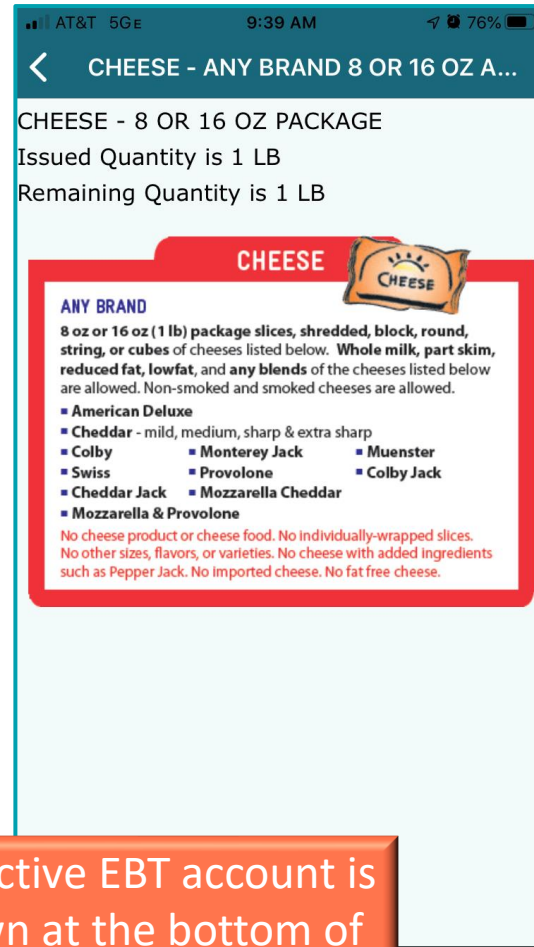 AT&T 5GE 9:39 AM 76%
CHEESE - ANY BRAND 8 OR 16 OZ A...
CHEESE - 8 OR 16 OZ PACKAGE
Issued Quantity is 1 LB
Remaining Quantity is 1 LB
CHEESE
CHEESE
ANY BRAND
8 oz or 16 oz (1 lb) package slices, shredded, block, round,
string, or cubes of cheeses listed below. Whole milk, part skim,
reduced fat, lowfat, and any blends of the cheeses listed below
are allowed. Non-smoked and smoked cheeses are allowed.
▪ American Deluxe
▪ Cheddar - mild, medium, sharp & extra sharp
▪ Colby ▪ Monterey Jack ▪ Muenster
▪ Swiss ▪ Provolone ▪ Colby Jack
▪ Cheddar Jack ▪ Mozzarella Cheddar
▪ Mozzarella & Provolone
No cheese product or cheese food. No individually-wrapped slices.
No other sizes, flavors, or varieties. No cheese with added ingredients
such as Pepper Jack. No imported cheese. No fat free cheese.
ctive EBT account is
n at the bottom of